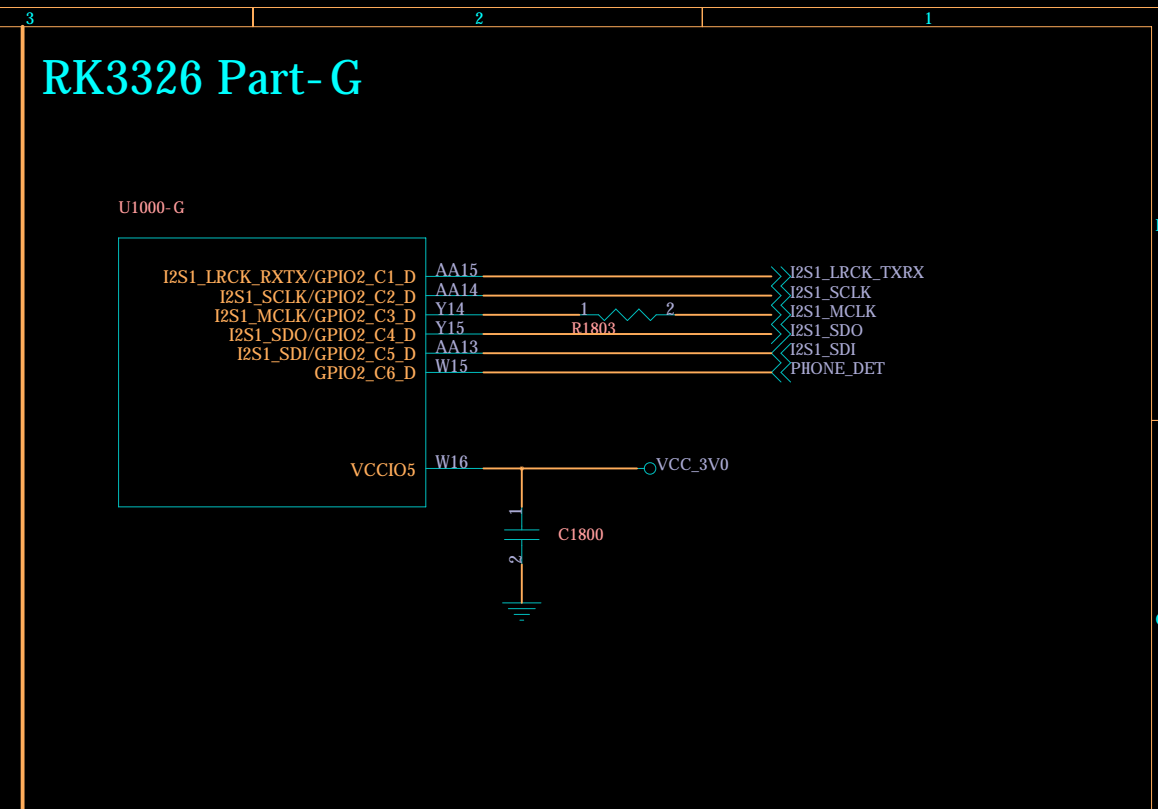 3 2 1
RK3326 Part-G
U1000-G
I2S1_LRCK_RXTX/GPIO2_C1_D AA15 I2S1_LRCK_TXRX
I2S1_SCLK/GPIO2_C2_D AA14 I2S1_SCLK
I2S1_MCLK/GPIO2_C3_D Y14 1 2 I2S1_MCLK
R1803
I2S1_SDO/GPIO2_C4_D Y15 I2S1_SDO
I2S1_SDI/GPIO2_C5_D AA13 I2S1_SDI
GPIO2_C6_D W15 PHONE_DET
VCCIO5 W16 VCC_3V0
1
C1800
2